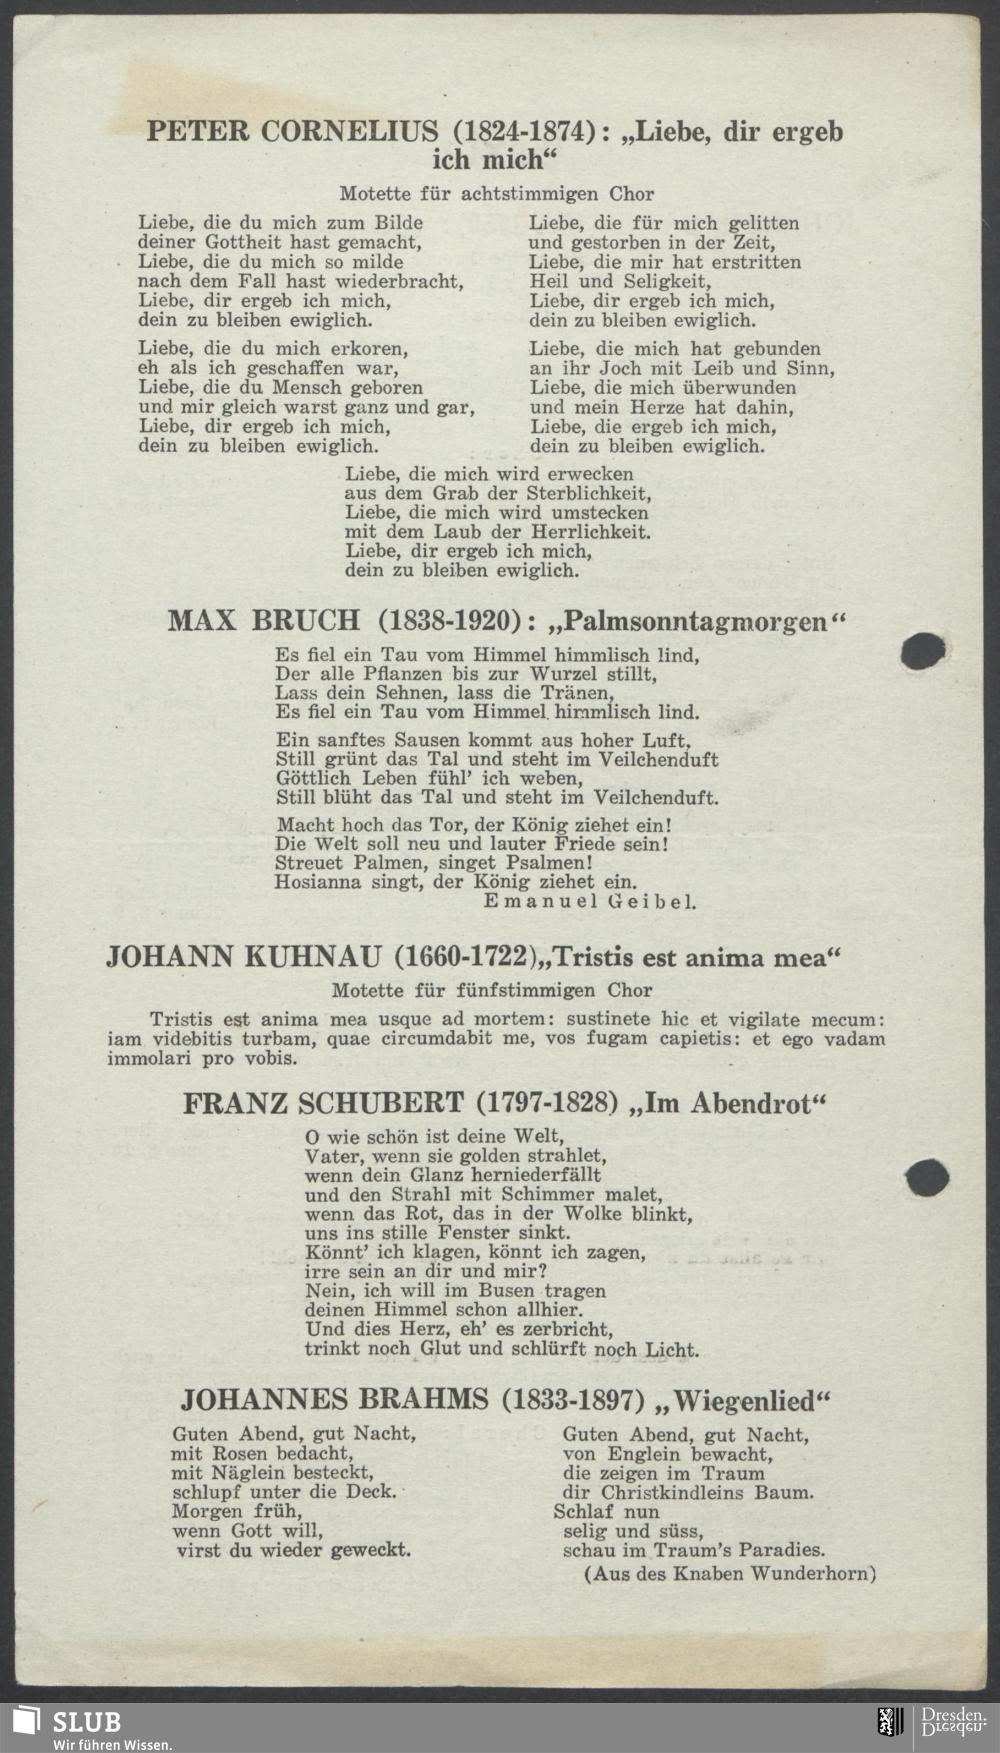 PETER CORNELIUS (1824-1874): „Liebe, dir ergeb
ich mich“
Motette für achtstimmigen Chor
Liebe, die du mich zum Bilde
deiner Gottheit hast gemacht,
Liebe, die du mich so milde
nach dem Fall hast wiederbracht,
Liebe, dir ergeb ich mich,
dein zu bleiben ewiglich.
Liebe, die du mich erkoren,
eh als ich geschaffen war,
Liebe, die du Mensch geboren
und mir gleich warst ganz und gar,
Liebe, dir ergeb ich mich,
dein zu bleiben ewiglich.
Liebe, die für mich gelitten
und gestorben in der Zeit,
Liebe, die mir hat erstritten
Heil und Seligkeit,
Liebe, dir ergeb ich mich,
dein zu bleiben ewiglich.
Liebe, die mich hat gebunden
an ihr Joch mit Leib und Sinn,
Liebe, die mich überwunden
und mein Herze hat dahin,
Liebe, die ergeb ich mich,
dein zu bleiben ewiglich.
Liebe, die mich wird erwecken
aus dem Grab der Sterblichkeit,
Liebe, die mich wird umstecken
mit dem Laub der Herrlichkeit.
Liebe, dir ergeb ich mich,
dein zu bleiben ewiglich.
MAX BRUCH (1838-1920): „Palmsonntagmorgen“
Es fiel ein Tau vom Himmel himmlisch lind,
Der alle Pflanzen bis zur Wurzel stillt,
Lass dein Sehnen, lass die Tränen,
Es fiel ein Tau vom Himmel himmlisch lind.
Ein sanftes Sausen kommt aus hoher Luft,
Still grünt das Tal und steht im Veilchenduft
Göttlich Leben fühl' ich weben,
Still blüht das Tal und steht im Veilchenduft.
Macht hoch das Tor, der König ziehet ein!
Die Welt soll neu und lauter Friede sein!
Streuet Palmen, singet Psalmen!
Hosianna singt, der König ziehet ein.
Emanuel Geibel.
JOHANN KUHNAU (1660-1722)„Tristis est anima mea“
Motette für fünfstimmigen Chor
Tristis est anima mea usque ad mortem: sustinete hic et vigilate mecum:
iam videbitis turbam, quae circumdabit me, vos fugam capietis: et ego vadam
immolari pro vobis.
FRANZ SCHUBERT (1797-1828) „Im Abendrot“
O wie schön ist deine Welt,
Vater, wenn sie golden strahlet,
wenn dein Glanz herniederfällt
und den Strahl mit Schimmer malet,
wenn das Rot, das in der Wolke blinkt,
uns ins stille Fenster sinkt.
Könnt' ich klagen, könnt ich zagen,
irre sein an dir und mir?
Nein, ich will im Busen tragen
deinen Himmel schon allhier.
Und dies Herz, eh' es zerbricht,
trinkt noch Glut und schlürft noch Licht.
JOHANNES BRAHMS (1833-1897) „Wiegenlied“
Guten Abend, gut Nacht,
mit Rosen bedacht,
mit Näglein besteckt,
schlupf unter die Deck.
Morgen früh,
wenn Gott will,
virst du wieder geweckt.
Guten Abend, gut Nacht,
von Englein bewacht,
die zeigen im Traum
dir Christkindleins Baum.
Schlaf nun
selig und süss,
schau im Traum's Paradies.
(Aus des Knaben Wunderhorn)
SLUB
Wir führen Wissen.
Dresden.